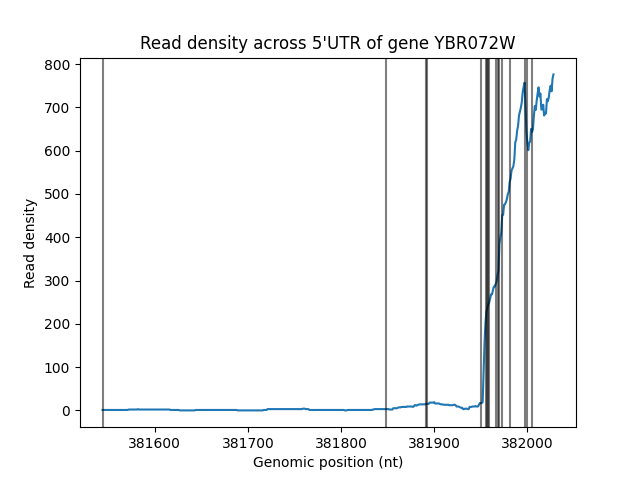 Read density across 5'UTR of gene YBR072W
800
700
600
500
400
300
200
100
0
Read density
381600 381700 381800 381900 382000
Genomic position (nt)